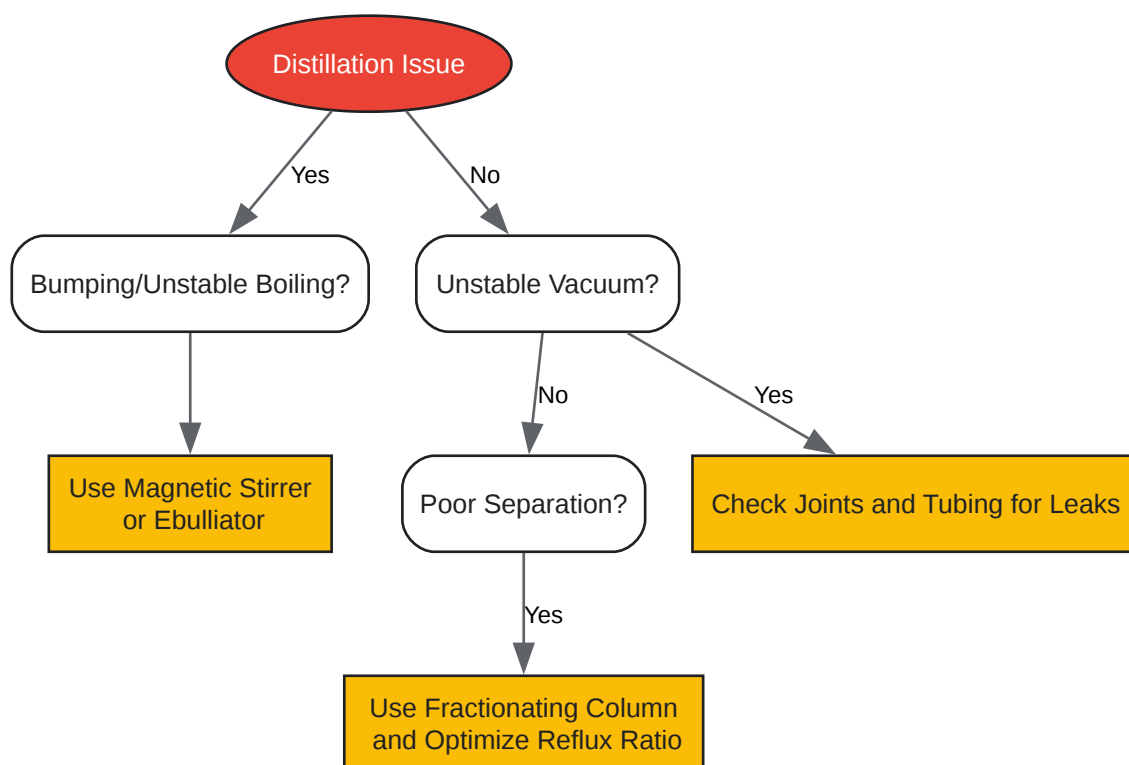 Distillation Issue
Yes
No
Bumping/Unstable Boiling?
Unstable Vacuum?
No
Yes
Use Magnetic Stirrer
or Ebulliator
Poor Separation?
Check Joints and Tubing for Leaks
Yes
Use Fractionating Column
and Optimize Reflux Ratio